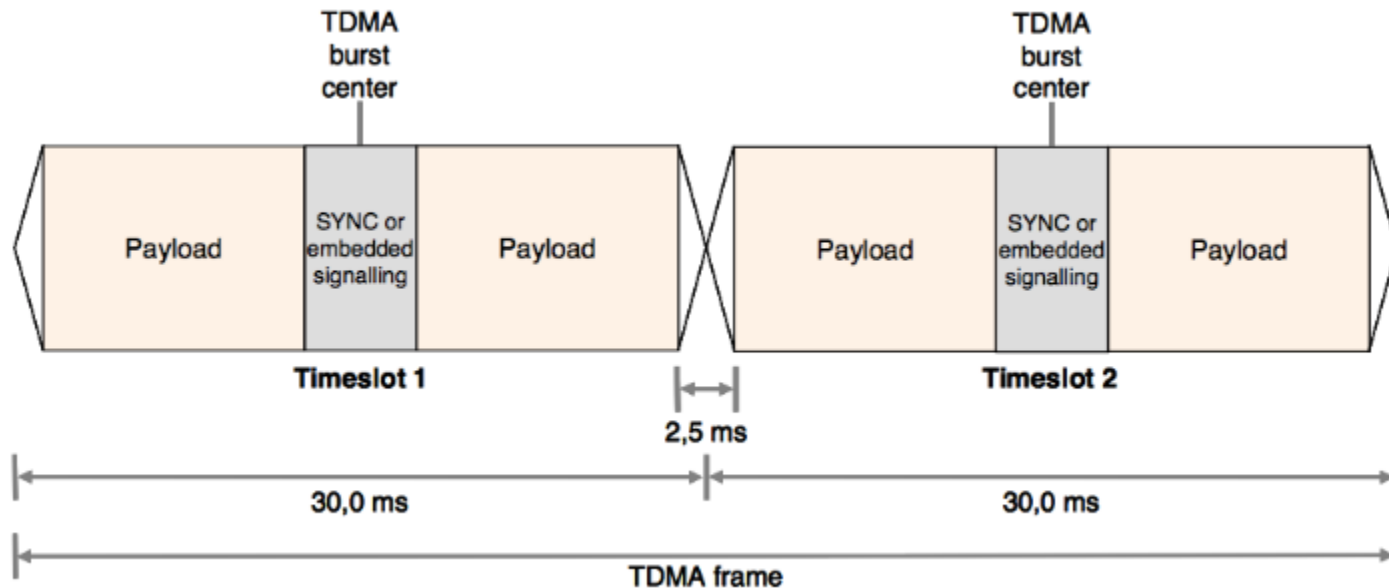 TDMA
burst
center
TDMA
burst
center
Payload
SYNC or
embedded
signalling
Payload
Payload
SYNC or
embedded
signalling
Payload
Timeslot 1
Timeslot 2
2,5 ms
30,0 ms
30,0 ms
TDMA frame